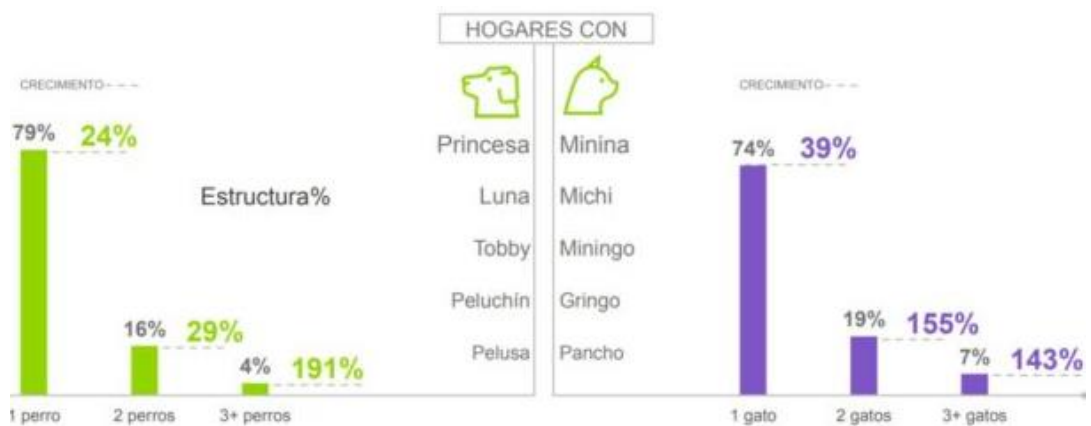 HOGARES CON
CRECIMIENTO
79%
24%
Estructura%
16%
29%
4%
191%
1 perro
2 perros
3+ perros
Princesa
Luna
Tobby
Peluchín
Pelusa
Minina
Michi
Miningo
Gringo
Pancho
CRECIMIENTO
74%
39%
19%
155%
7%
143%
1 gato
2 gatos
3+ gatos